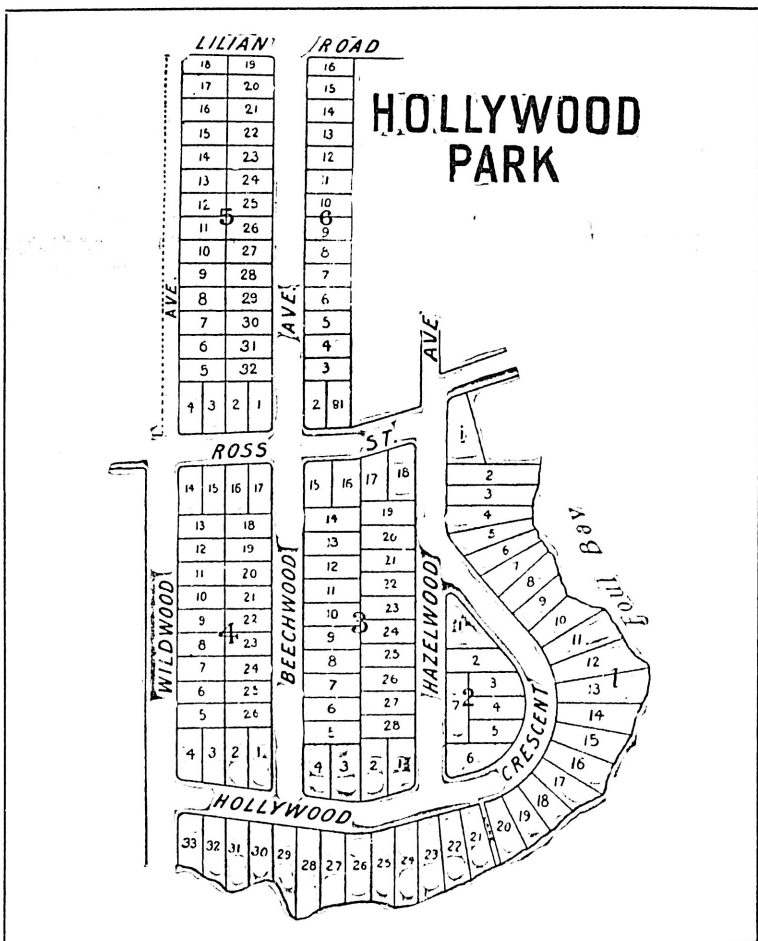 LILIAN ROAD
HOLLYWOOD
PARK
18 19 16
17 20 15
16 21 14
15 22 13
14 23 12
13 24 11
12 25 10
5 6
11 26 9
10 27 8
9 28 7
8 29 6
7 30 5
6 31 4
5 32 3
4 3 2 1 2 81
AVE.
AVE.
AVE
ROSS ST.
1
2
3
4
5
6
7
8
9
10
11
12
13
14
15
16
17
18
19
20
21
22
23
24
25
26
27
28
29
30
31
32
33
1
Foul Bay
14 15 16 17
13 18
12 19
11 20
10 21
9 22
4
8 23
7 24
6 25
5 26
4 3 2 1
15 16 17 18
14 19
13 20
12 21
11 22
10 23
3
9 24
8 25
7 26
6 27
5 28
4 3 2
2
3
4
5
6
7
2
WILDWOOD
BEECHWOOD
HAZELWOOD
HOLLYWOOD
CRESCENT